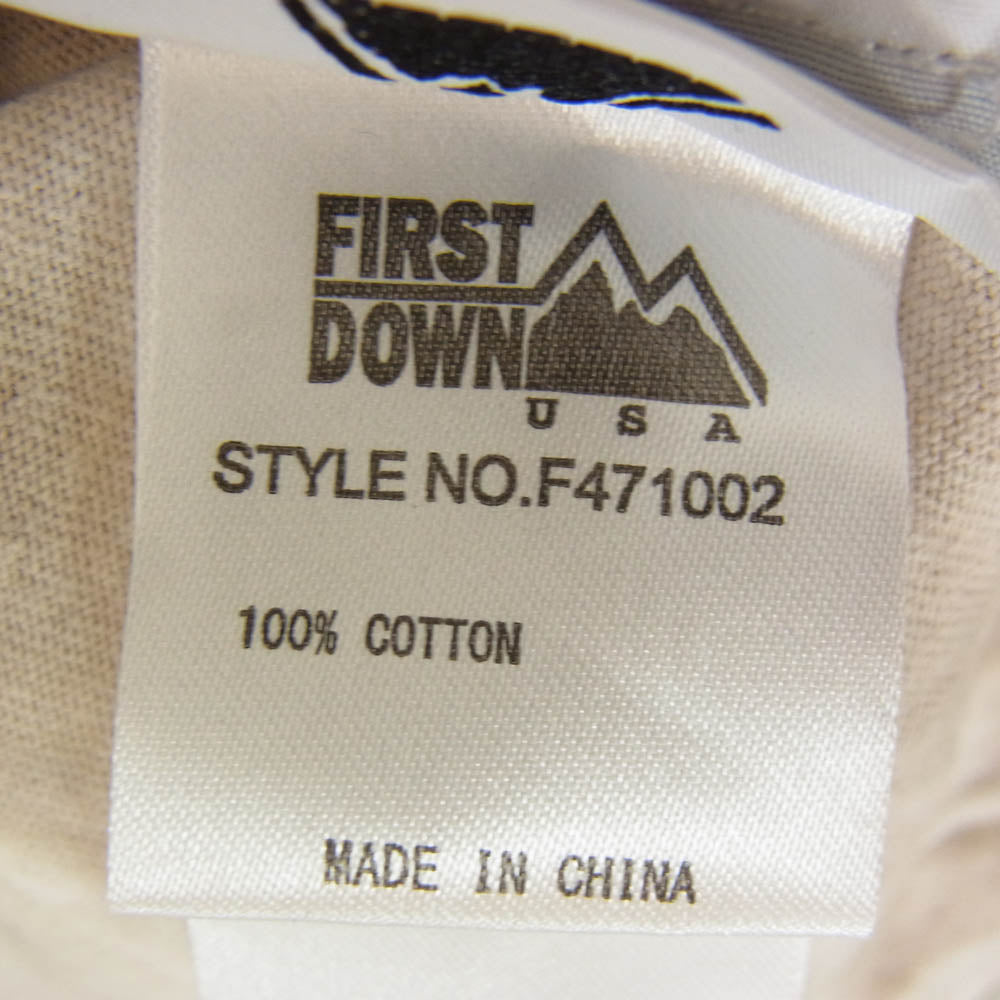 FIRST
DOWN
USA
STYLE NO.F471002
100% COTTON
MADE IN CHINA